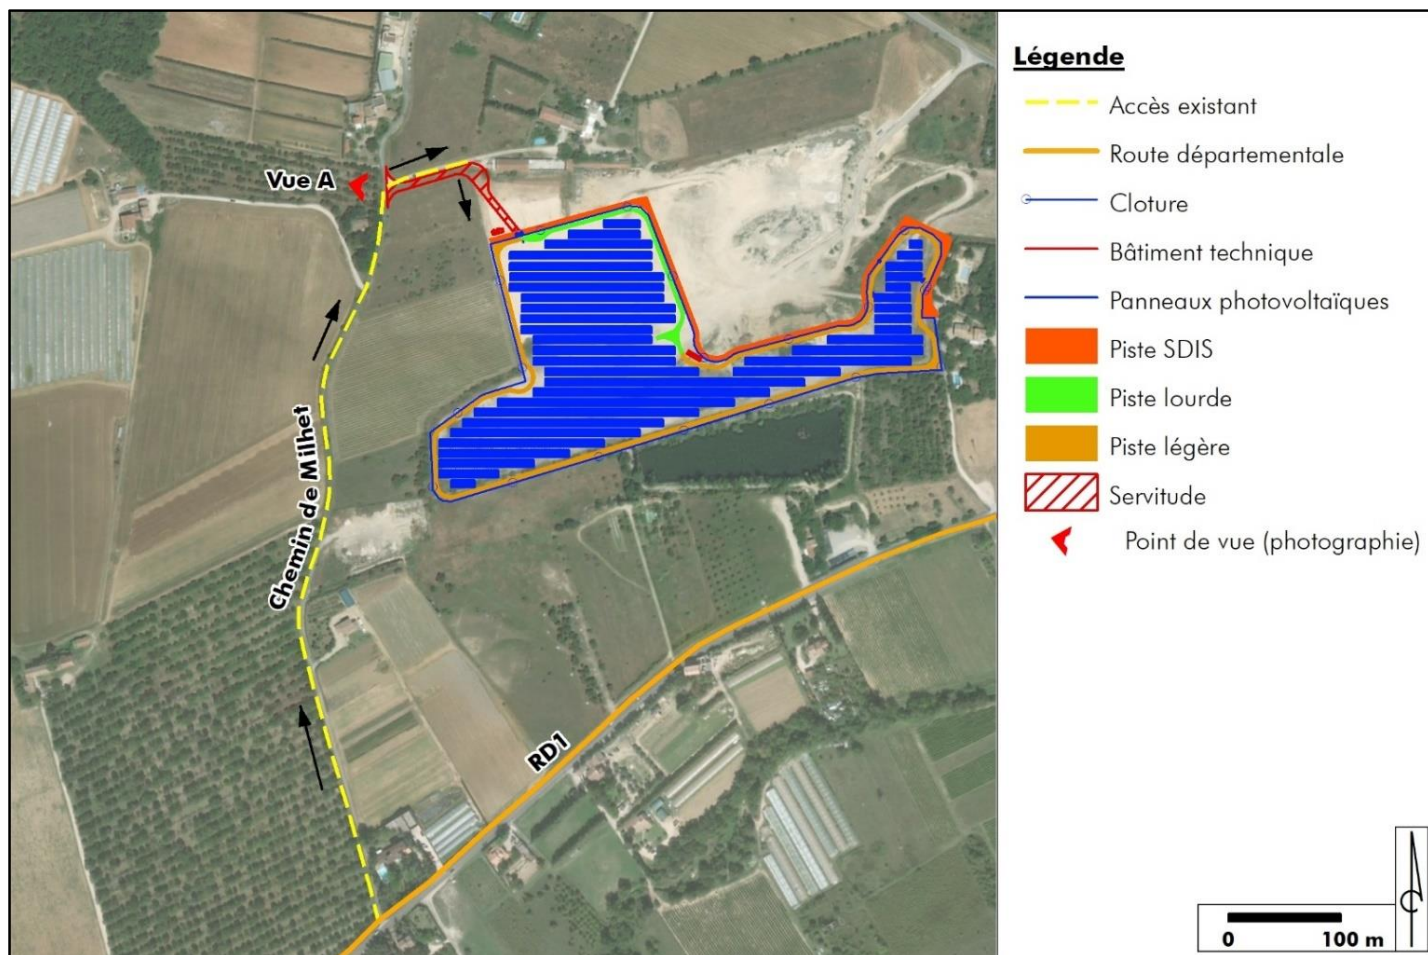 Légende
Accès existant
Route départementale
Cloture
Bâtiment technique
Panneaux photovoltaïques
Piste SDIS
Piste lourde
Piste légère
Servitude
Point de vue (photographie)
Vue A
Chemin de Milhet
RD1
0 100 m